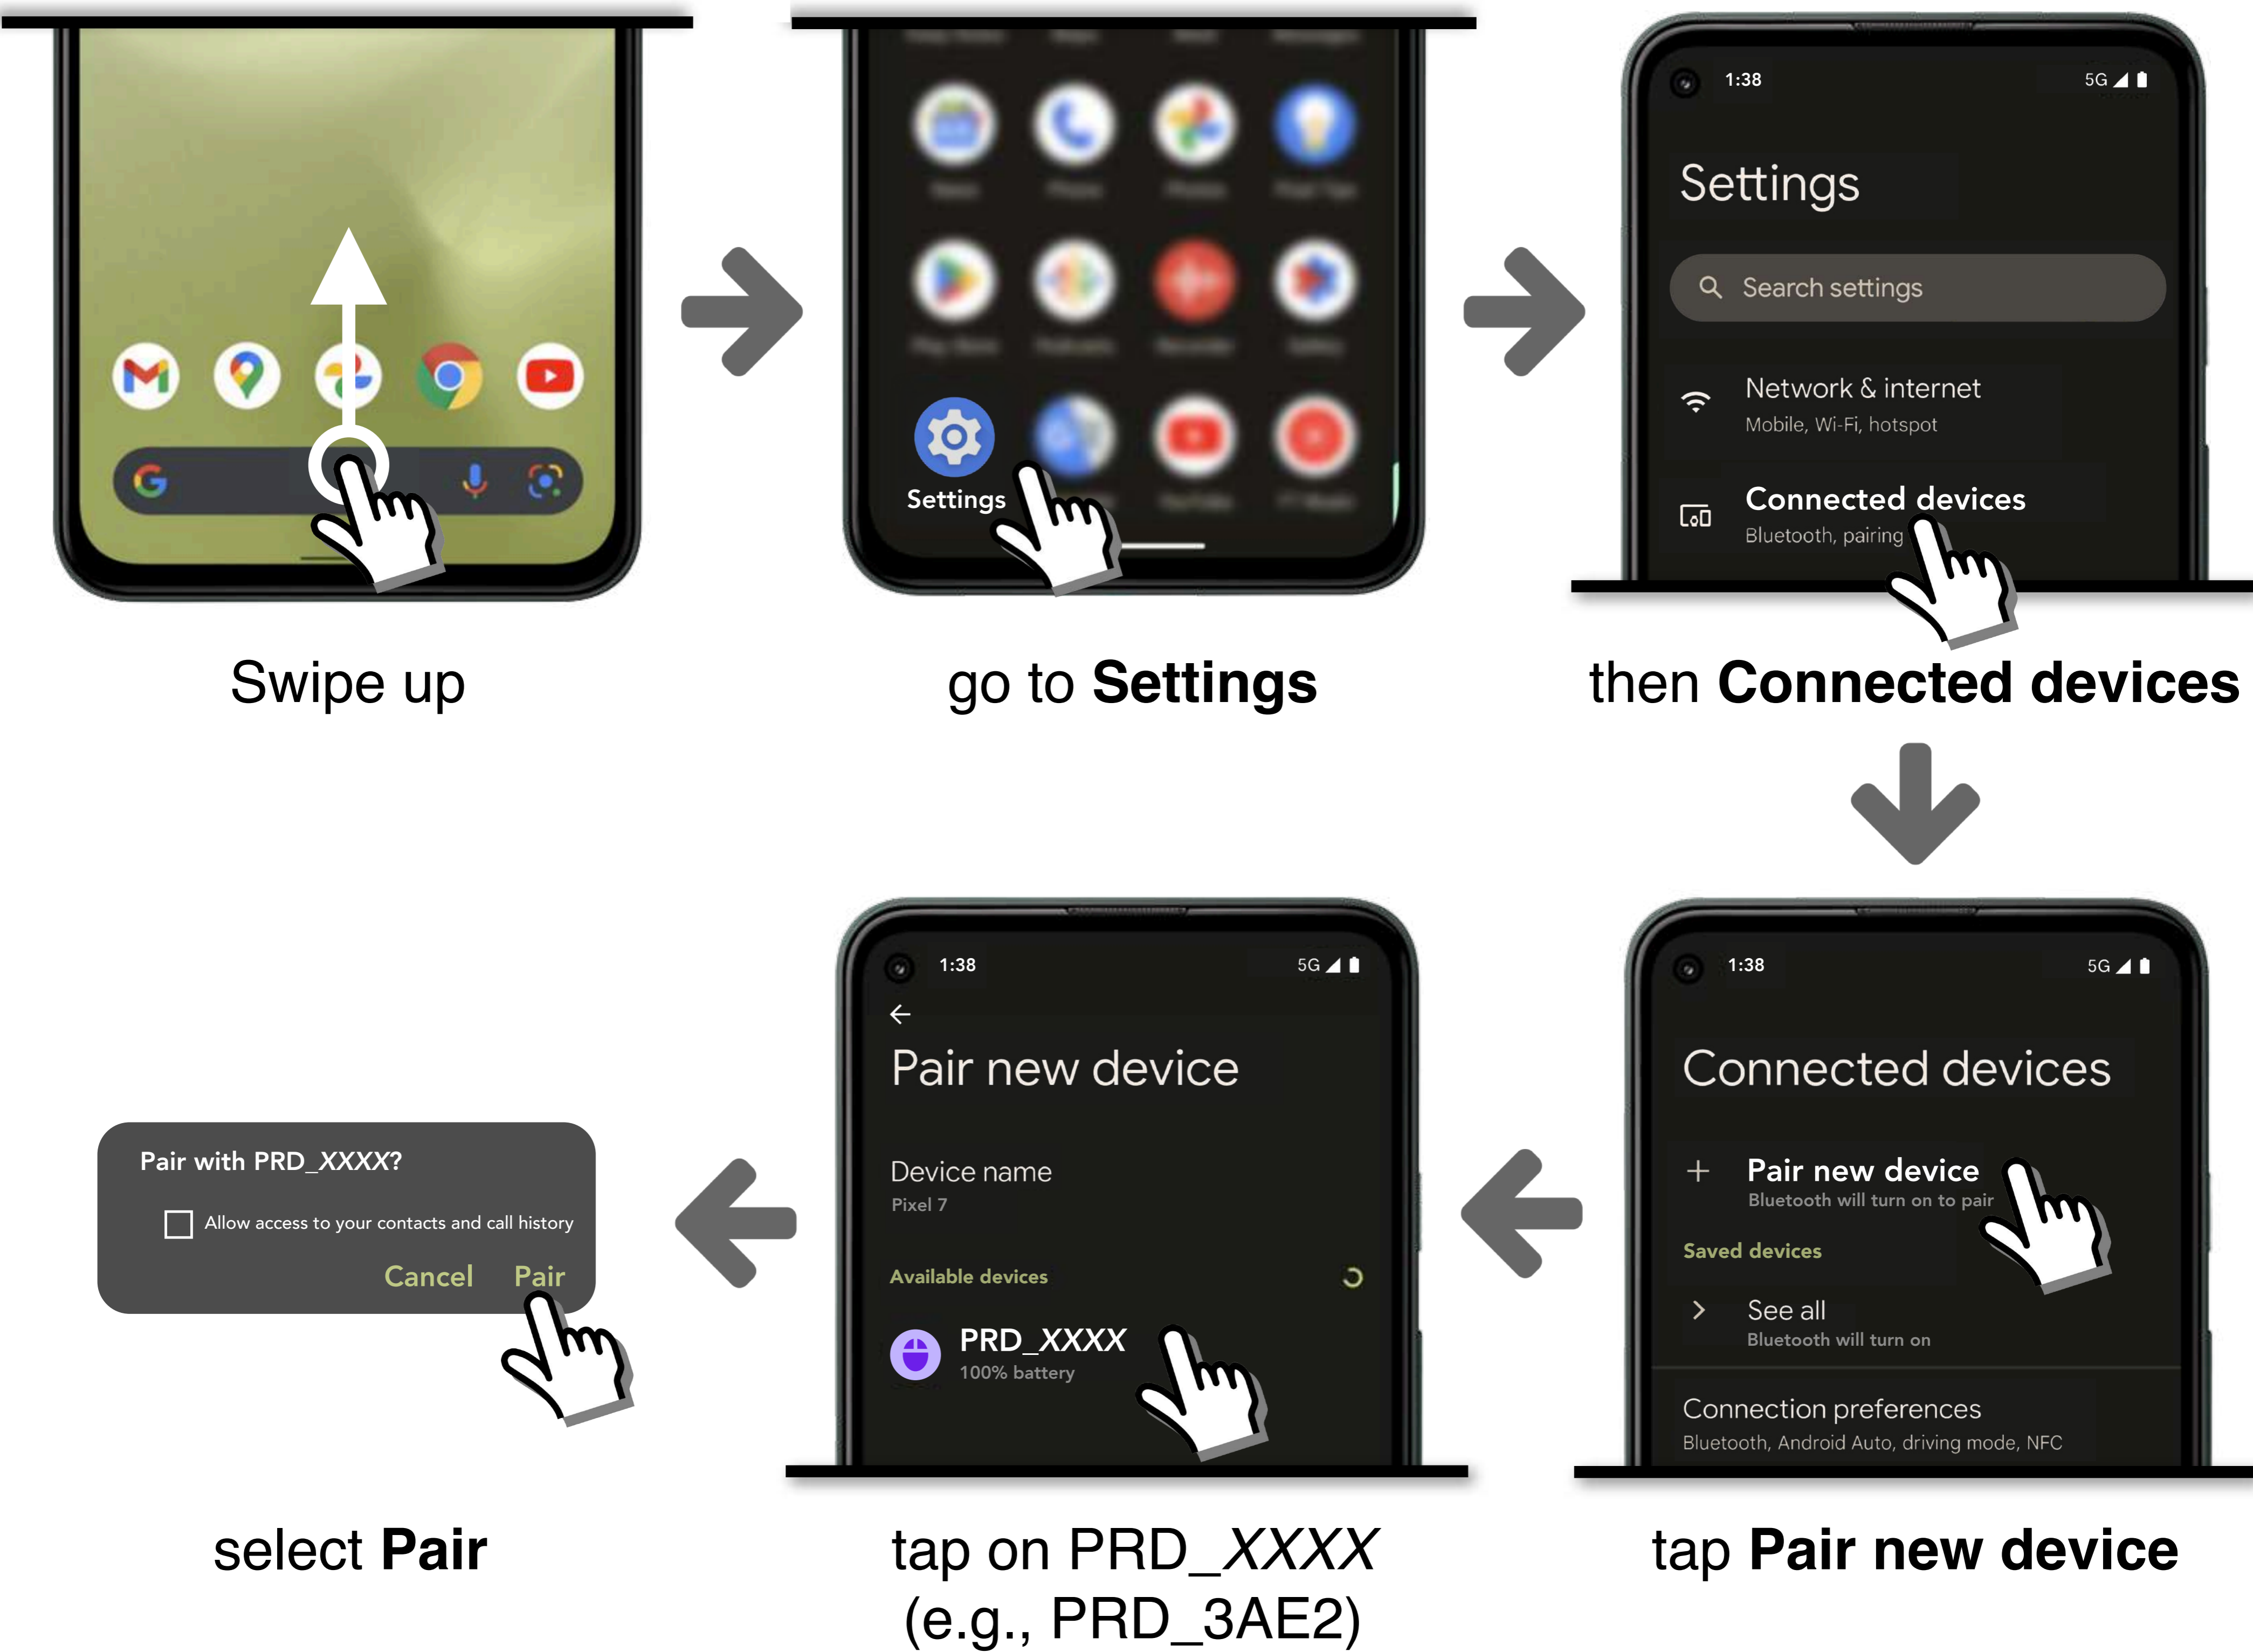 Settings
1:38
5G
Settings
Search settings
Network & internet
Mobile, Wi-Fi, hotspot
Connected devices
Bluetooth, pairing
Swipe up
go to Settings
then Connected devices
1:38
5G
Connected devices
Pair new device
Bluetooth will turn on to pair
Saved devices
See all
Bluetooth will turn on
Connection preferences
Bluetooth, Android Auto, driving mode, NFC
tap Pair new device
1:38
5G
Pair new device
Device name
Pixel 7
Available devices
PRD_XXXX
100% battery
tap on PRD_XXXX
(e.g., PRD_3AE2)
Pair with PRD_XXXX?
Allow access to your contacts and call history
Cancel Pair
select Pair